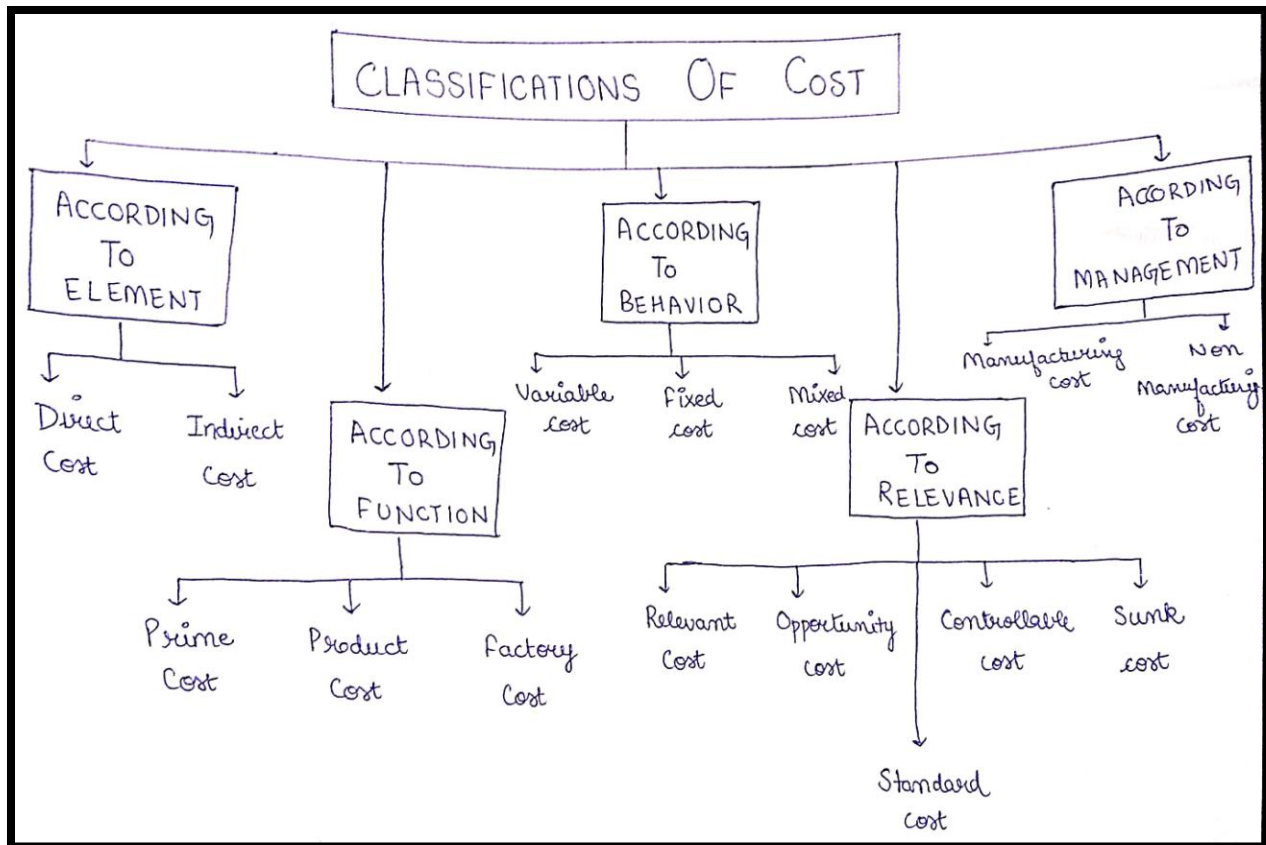 CLASSIFICATIONS OF COST
ACCORDING
TO
ELEMENT
Direct
Cost
Indirect
Cost
ACCORDING
TO
FUNCTION
Prime
Cost
Product
Cost
Factory
Cost
ACCORDING
TO
BEHAVIOR
Variable
cost
Fixed
cost
Mixed
cost
ACCORDING
TO
RELEVANCE
Relevant
Cost
Opportunity
cost
Standard
cost
Controllable
cost
Sunk
cost
ACCORDING
TO
MANAGEMENT
Manufacturing
cost
Non
Manufacturing
cost